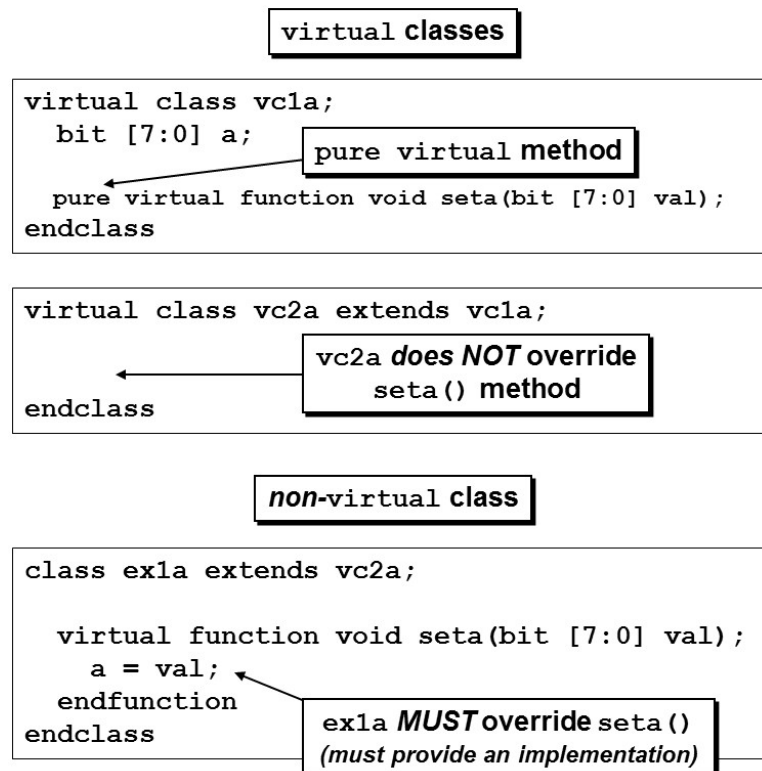 virtual classes
virtual class vc1a;
bit [7:0] a;
pure virtual method
pure virtual function void seta(bit [7:0] val);
endclass
virtual class vc2a extends vc1a;
vc2a does NOT override
seta() method
endclass
non-virtual class
class ex1a extends vc2a;
virtual function void seta(bit [7:0] val);
a = val;
endfunction
ex1a MUST override seta()
(must provide an implementation)
endclass